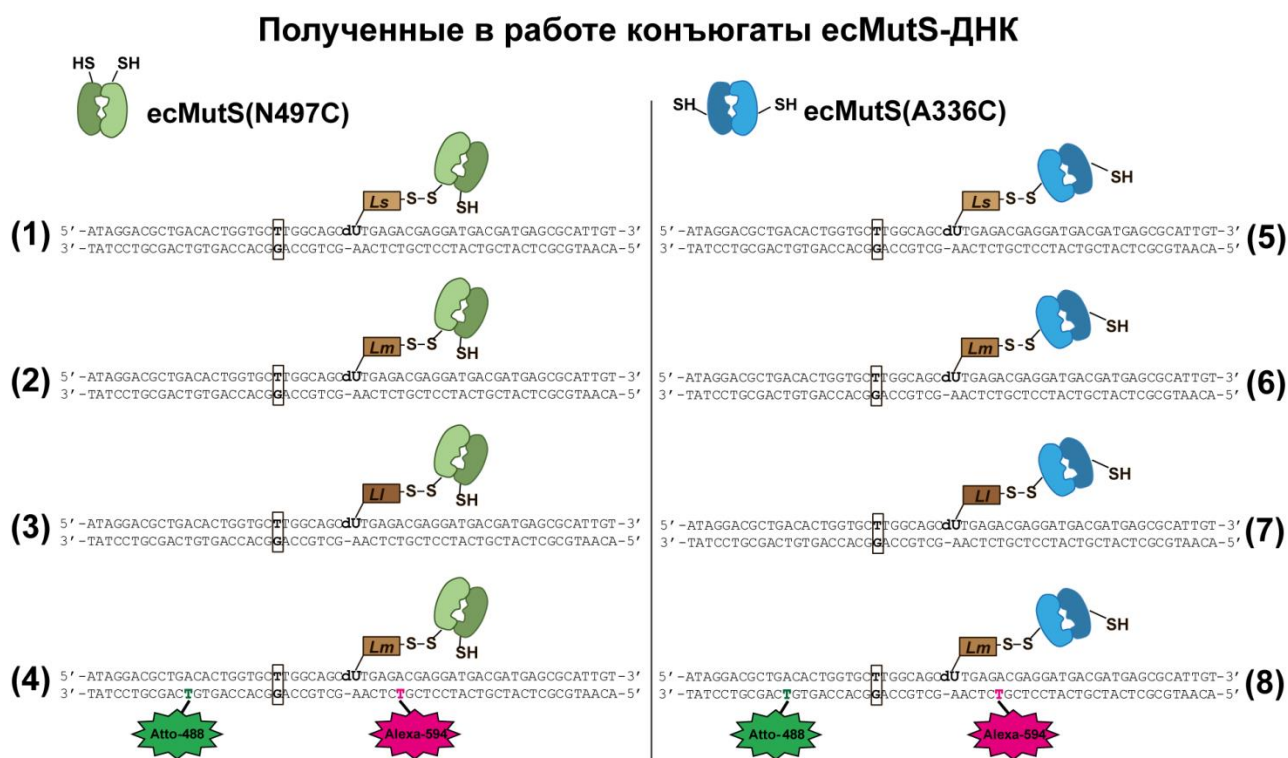 Полученные в работе конъюгаты ecMutS-ДНК
HS SH
ecMutS(N497C)
Ls S-S SH
(1) 5'-ATAGGACGCTGACACTGGTGCTTGGCAGCdUTGAGACGAGGATGACGATGAGCGCATTGT-3'
3'-TATCCTGCGACTGTGACCACGGACCGTCG-AACTCTGCTCCTACTGCTACTCGCGTAACA-5'
Lm S-S SH
(2) 5'-ATAGGACGCTGACACTGGTGCTTGGCAGCdUTGAGACGAGGATGACGATGAGCGCATTGT-3'
3'-TATCCTGCGACTGTGACCACGGACCGTCG-AACTCTGCTCCTACTGCTACTCGCGTAACA-5'
Ll S-S SH
(3) 5'-ATAGGACGCTGACACTGGTGCTTGGCAGCdUTGAGACGAGGATGACGATGAGCGCATTGT-3'
3'-TATCCTGCGACTGTGACCACGGACCGTCG-AACTCTGCTCCTACTGCTACTCGCGTAACA-5'
Lm S-S SH
(4) 5'-ATAGGACGCTGACACTGGTGCTTGGCAGCdUTGAGACGAGGATGACGATGAGCGCATTGT-3'
3'-TATCCTGCGACTGTGACCACGGACCGTCG-AACTCTGCTCCTACTGCTACTCGCGTAACA-5'
Atto-488 Alexa-594
SH SH
ecMutS(A336C)
Ls S-S SH
5'-ATAGGACGCTGACACTGGTGCTTGGCAGCdUTGAGACGAGGATGACGATGAGCGCATTGT-3' (5)
3'-TATCCTGCGACTGTGACCACGGACCGTCG-AACTCTGCTCCTACTGCTACTCGCGTAACA-5'
Lm S-S SH
5'-ATAGGACGCTGACACTGGTGCTTGGCAGCdUTGAGACGAGGATGACGATGAGCGCATTGT-3' (6)
3'-TATCCTGCGACTGTGACCACGGACCGTCG-AACTCTGCTCCTACTGCTACTCGCGTAACA-5'
Ll S-S SH
5'-ATAGGACGCTGACACTGGTGCTTGGCAGCdUTGAGACGAGGATGACGATGAGCGCATTGT-3' (7)
3'-TATCCTGCGACTGTGACCACGGACCGTCG-AACTCTGCTCCTACTGCTACTCGCGTAACA-5'
Lm S-S SH
5'-ATAGGACGCTGACACTGGTGCTTGGCAGCdUTGAGACGAGGATGACGATGAGCGCATTGT-3' (8)
3'-TATCCTGCGACTGTGACCACGGACCGTCG-AACTCTGCTCCTACTGCTACTCGCGTAACA-5'
Atto-488 Alexa-594